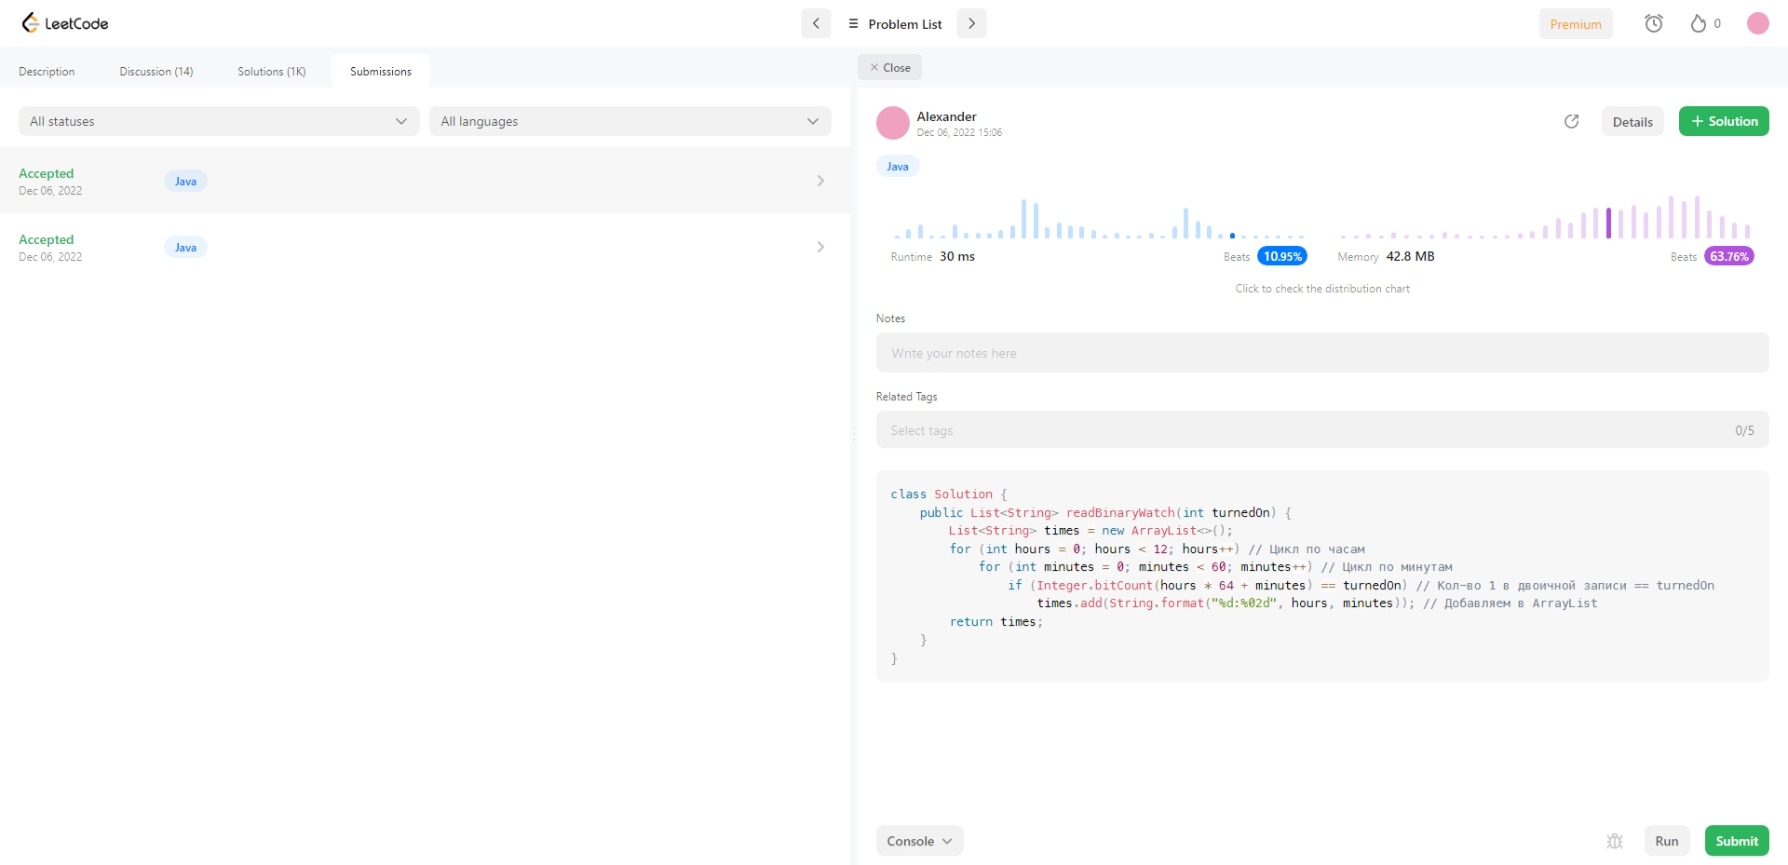 LeetCode
Problem List
Premium
0
Description
Discussion (14)
Solutions (1K)
Submissions
Close
All statuses
All languages
Accepted
Dec 06, 2022
Java
Accepted
Dec 06, 2022
Java
Alexander
Dec 06, 2022 15:06
Details
+ Solution
Java
Runtime 30 ms
Beats 10.95%
Memory 42.8 MB
Beats 63.76%
Click to check the distribution chart
Notes
Write your notes here
Related Tags
Select tags
0/5
class Solution {
    public List<String> readBinaryWatch(int turnedOn) {
        List<String> times = new ArrayList<>();
        for (int hours = 0; hours < 12; hours++) // Цикл по часам
            for (int minutes = 0; minutes < 60; minutes++) // Цикл по минутам
                if (Integer.bitCount(hours * 64 + minutes) == turnedOn) // Кол-во 1 в двоичной записи == turnedOn
                    times.add(String.format("%d:%02d", hours, minutes)); // Добавляем в ArrayList
        return times;
    }
}
Console
Run
Submit